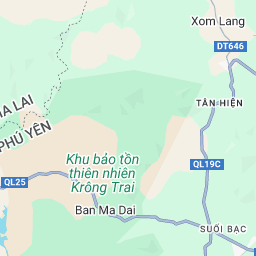 Xom Lang
DT646
TÂN HIỆN
IA LAI
PHÚ YÊN
Khu bảo tồn
thiên nhiên
Krông Trai
QL19C
QL25
Ban Ma Dai
SUỐI BẠC